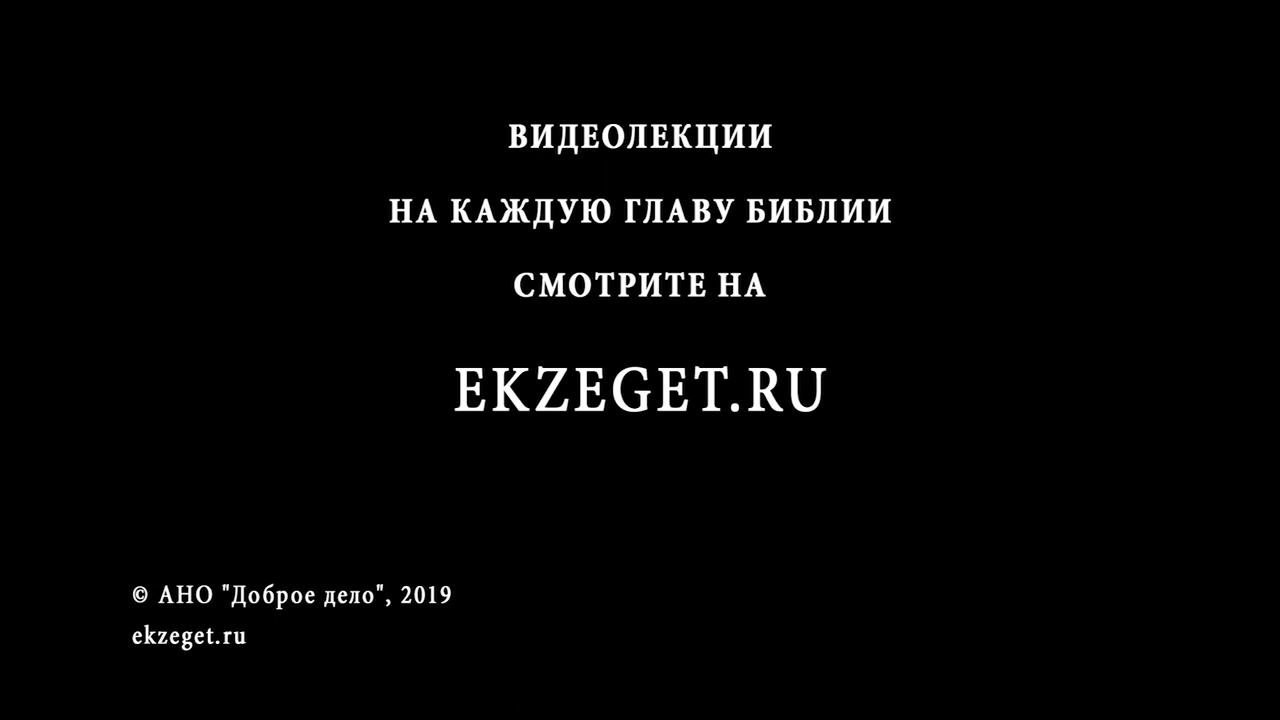 ВИДЕОЛЕКЦИИ
НА КАЖДУЮ ГЛАВУ БИБЛИИ
СМОТРИТЕ НА
EKZEGET.RU
© АНО "Доброе дело", 2019
ekzeget.ru